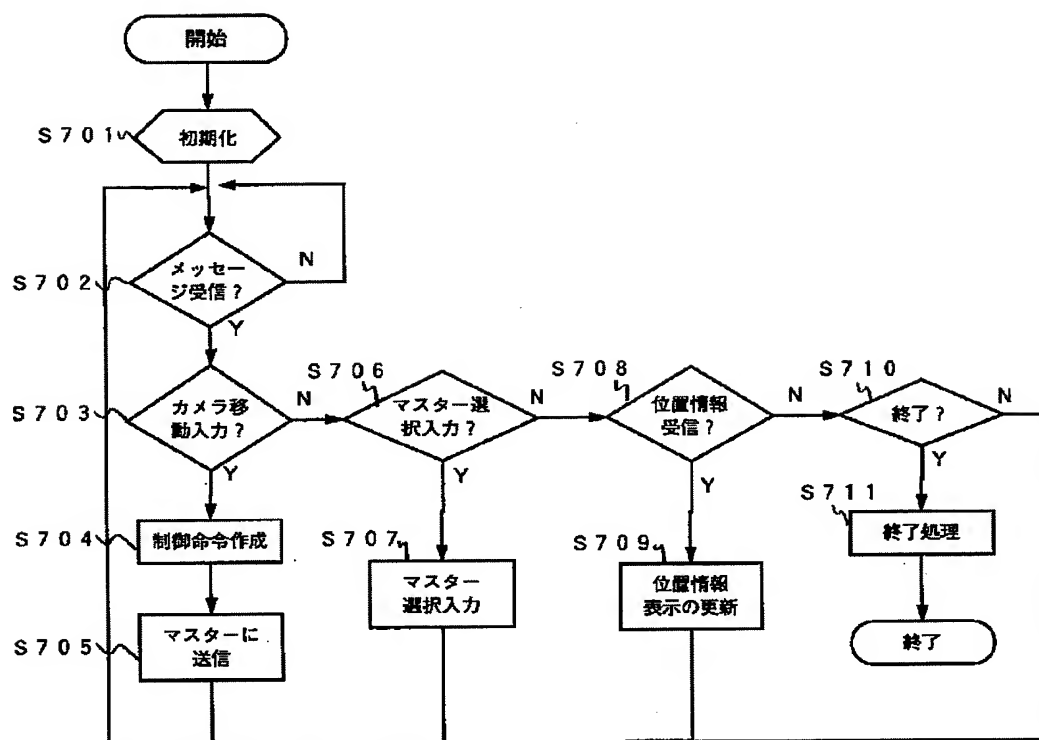 開始
S701
初期化
S702
メッセー
ジ受信?
N
Y
S703
カメラ移
動入力?
N
Y
S704
制御命令作成
S705
マスターに
送信
S706
マスター選
択入力?
N
Y
S707
マスター
選択入力
S708
位置情報
受信?
N
Y
S709
位置情報
表示の更新
S710
終了?
N
Y
S711
終了処理
終了